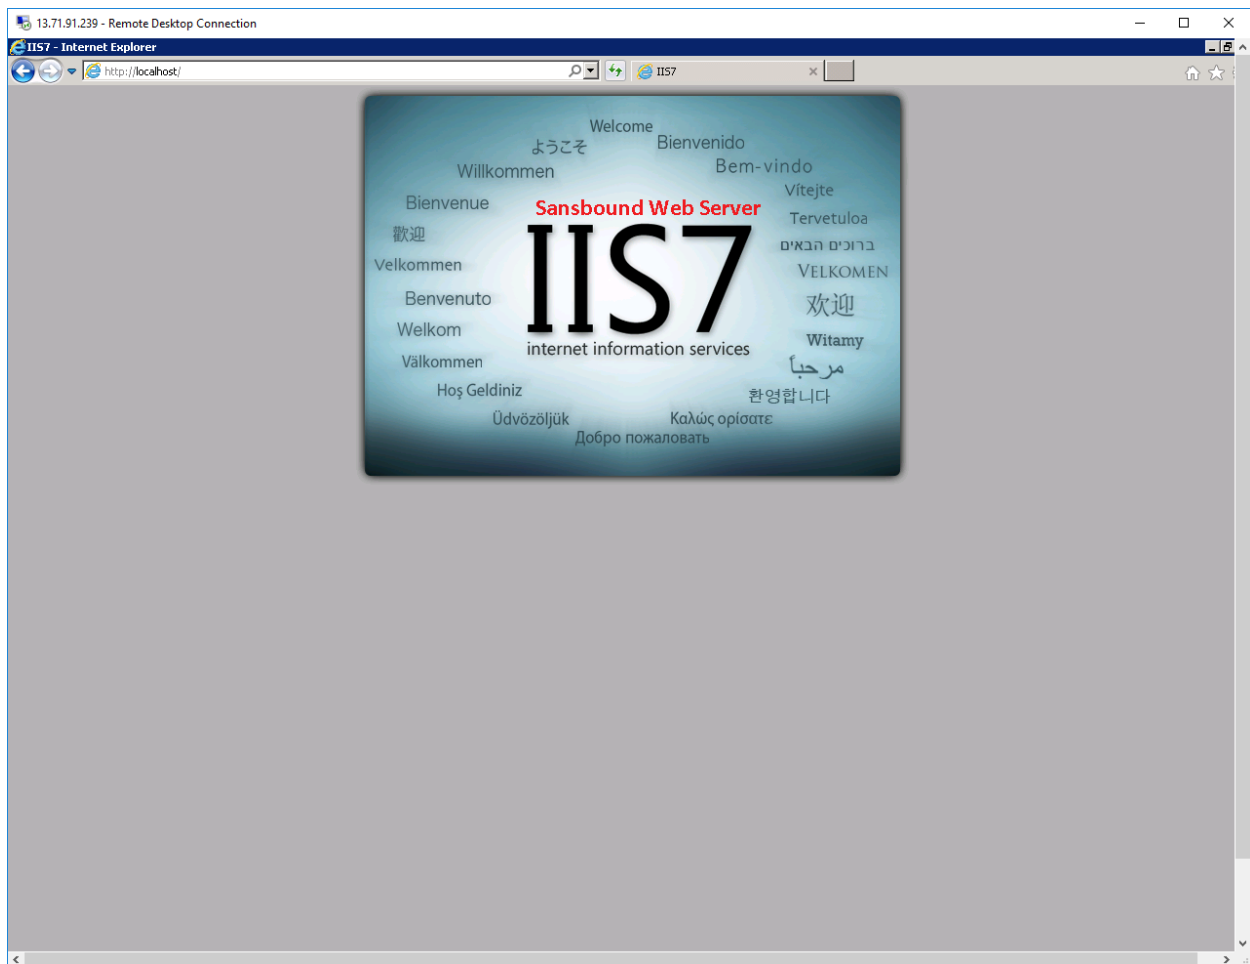 13.71.91.239 - Remote Desktop Connection
IIS7 - Internet Explorer
http://localhost/
IIS7
Welcome
ようこそ
Bienvenido
Willkommen
Bem-vindo
Vítejte
Bienvenue
Sansbound Web Server
Tervetuloa
歡迎
IIS7
ברוכים הבאים
Velkommen
VELKOMEN
Benvenuto
欢迎
Welkom
Witamy
internet information services
Välkommen
مرحباً
Hoş Geldiniz
환영합니다
Üdvözöljük
Καλώς ορίσατε
Добро пожаловать